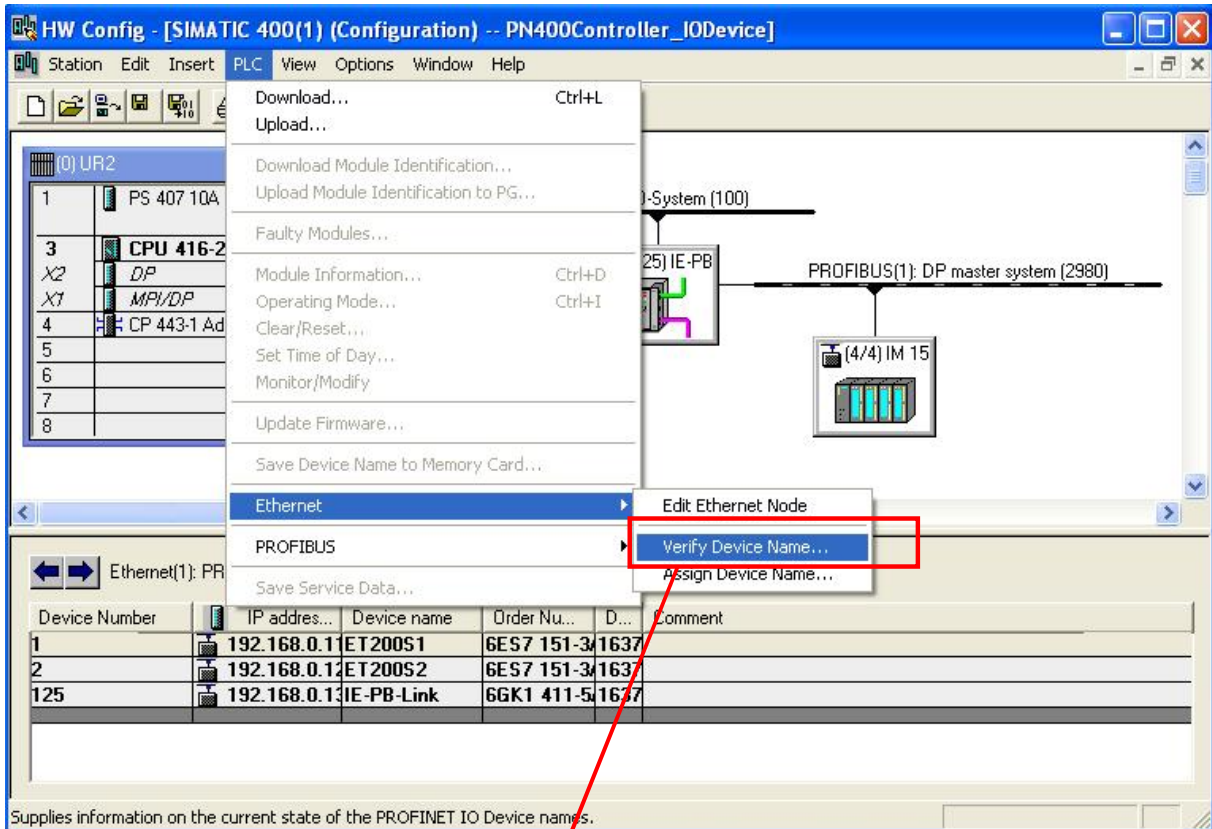 HW Config - [SIMATIC 400(1) (Configuration) -- PN400Controller_IODevice]
Station Edit Insert PLC View Options Window Help
Download... Ctrl+L
Upload...
Download Module Identification...
Upload Module Identification to PG...
Faulty Modules...
Module Information... Ctrl+D
Operating Mode... Ctrl+I
Clear/Reset...
Set Time of Day...
Monitor/Modify
Update Firmware...
Save Device Name to Memory Card...
Ethernet
PROFIBUS
Save Service Data...
Edit Ethernet Node
Verify Device Name...
Assign Device Name...
(0) UR2
1 PS 407 10A
3 CPU 416-2
X2 DP
X1 MPI/DP
4 CP 443-1 Ad
5
6
7
8
-System (100)
25) IE-PB
PROFIBUS(1): DP master system (2980)
(4/4) IM 15
Ethernet(1): PR
Device Number IP addres... Device name Order Nu... D... Comment
1 192.168.0.11 ET200S1 6ES7 151-3 1637
2 192.168.0.12 ET200S2 6ES7 151-3 1637
125 192.168.0.13 IE-PB-Link 6GK1 411-5 1637
Supplies information on the current state of the PROFINET IO Device names.